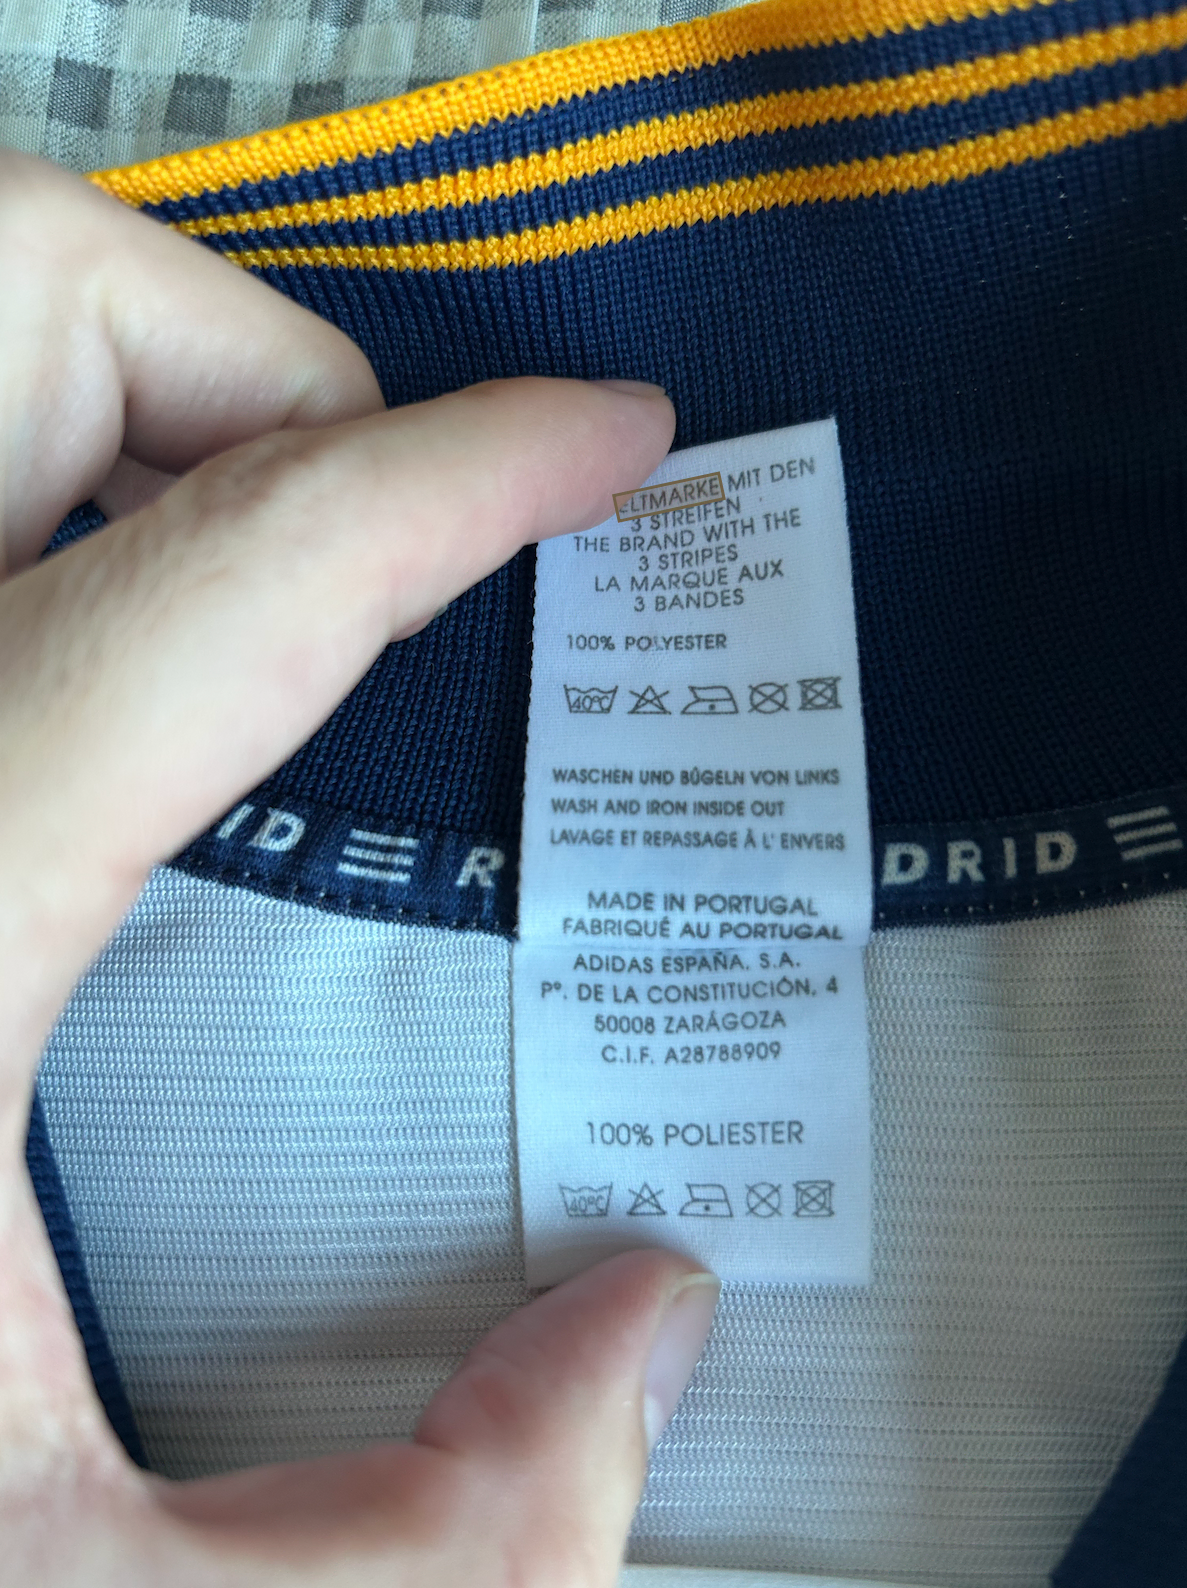 MIT DEN
3 STREIFEN
THE BRAND WITH THE
3 STRIPES
LA MARQUE AUX
3 BANDES
100% POLYESTER
40°C
WASCHEN UND BÜGELN VON LINKS
WASH AND IRON INSIDE OUT
LAVAGE ET REPASSAGE À L' ENVERS
ID R DRID
MADE IN PORTUGAL
FABRIQUÉ AU PORTUGAL
ADIDAS ESPAÑA, S.A.
Pº. DE LA CONSTITUCIÓN, 4
50008 ZARÁGOZA
C.I.F. A28788909
100% POLIESTER
40°C